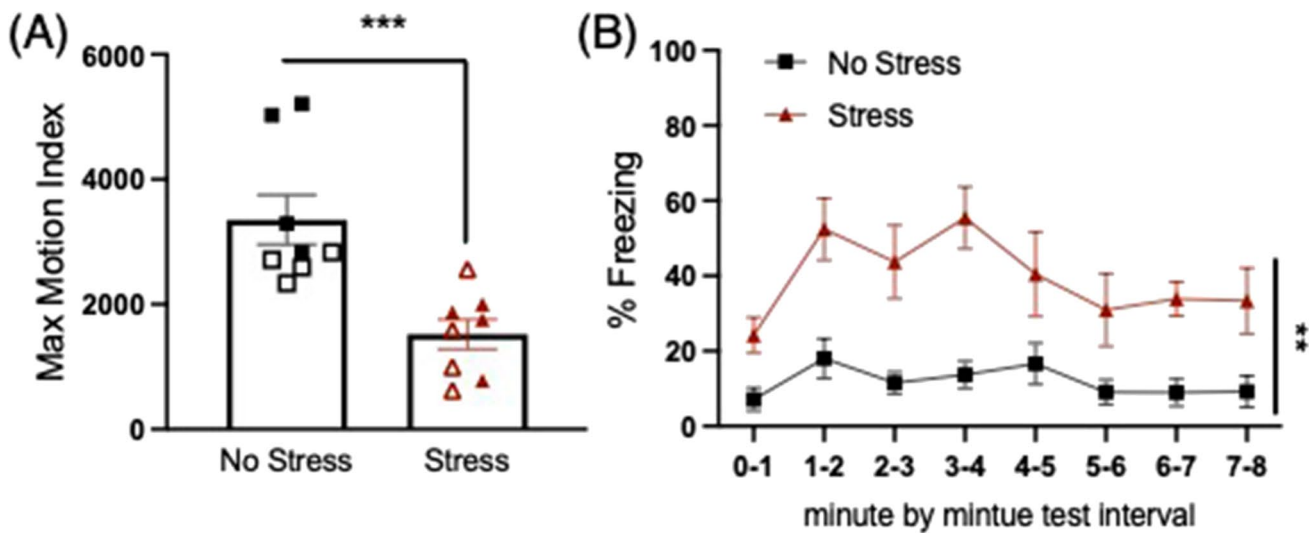 (A)
***
6000
4000
2000
0
Max Motion Index
No Stress
Stress
(B)
100
80
60
40
20
0
% Freezing
No Stress
Stress
**
0-1 1-2 2-3 3-4 4-5 5-6 6-7 7-8
minute by mintue test interval